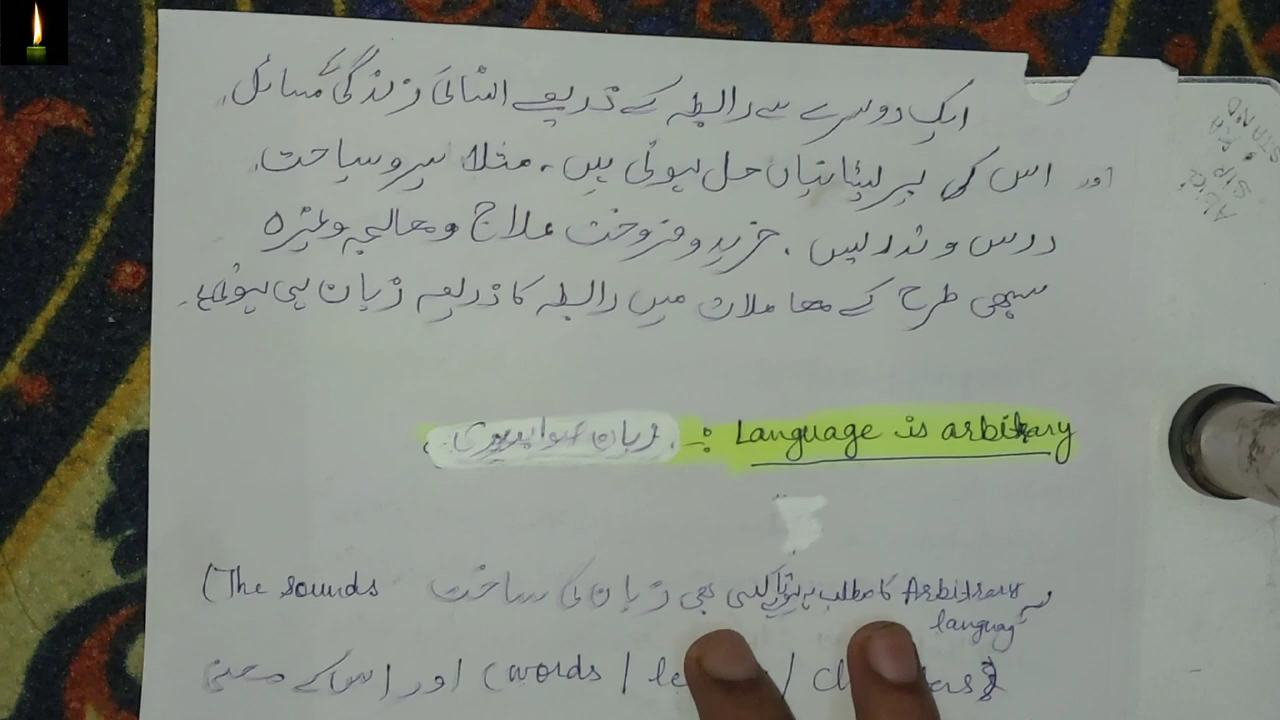 ایک دوسرے سے رابطہ کے ذریعے انسانی زندگی کے مسائل
اور اس کی پریشانیاں حل ہوتی ہیں، مثلا سیر و سیاحت
درس و تدریس، خرید و فروخت علاج و معالجہ وغیرہ
سبھی طرح کے معاملات میں رابطہ کا ذریعہ زبان ہی ہوتی ہے۔
Language is arbitrary :- زبان
Arbitrary کا مطلب کسی بھی زبان کی ساخت (The sounds
languag
words / اور اس کے معنی